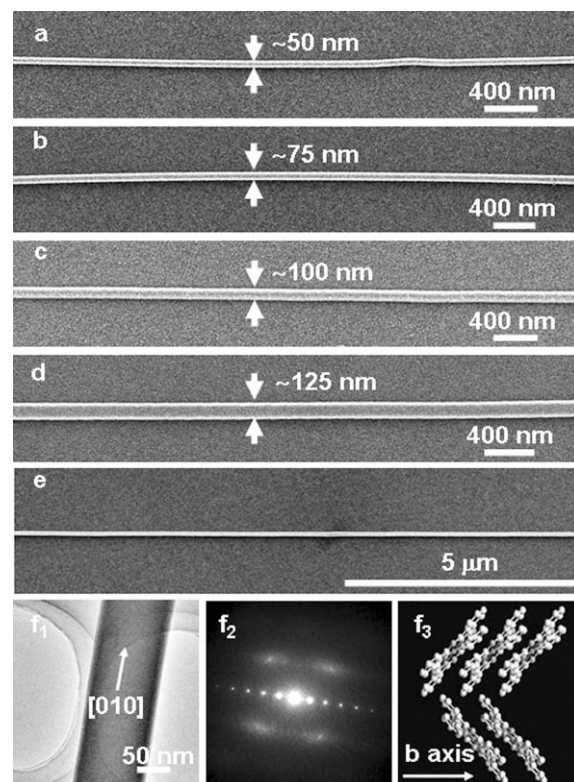 a
~50 nm
400 nm
b
~75 nm
400 nm
c
~100 nm
400 nm
d
~125 nm
400 nm
e
5 μm
f1
[010]
50 nm
f2
f3
b axis